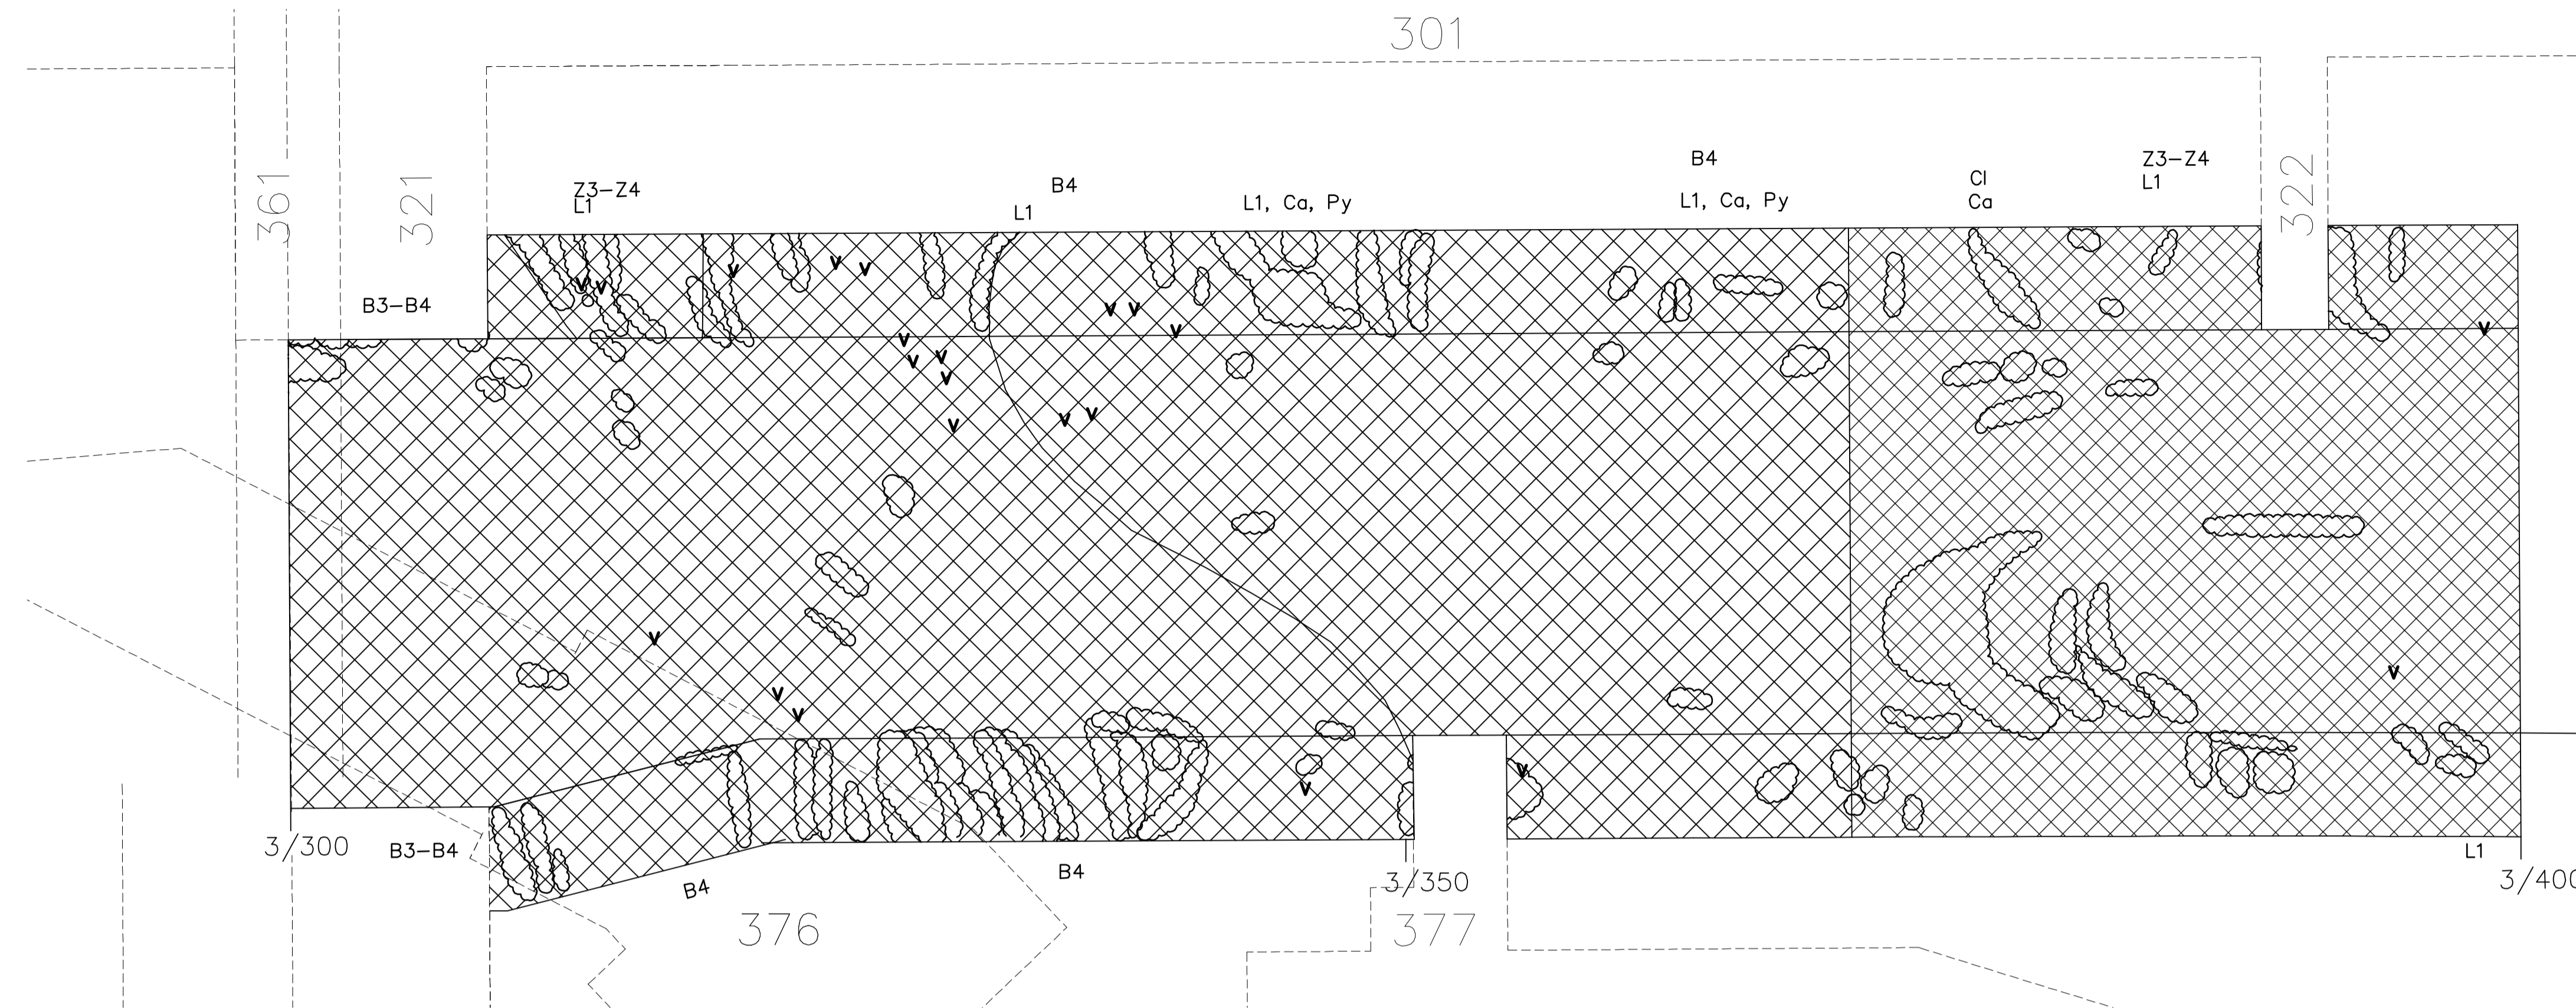 301
B4
Z3-Z4
L1
Cl
Ca
Z3-Z4
L1
B4
L1, Ca, Py
L1, Ca, Py
L1
361
321
322
B3-B4
3/300
B3-B4
B4
B4
L1
3/350
3/400
376
377